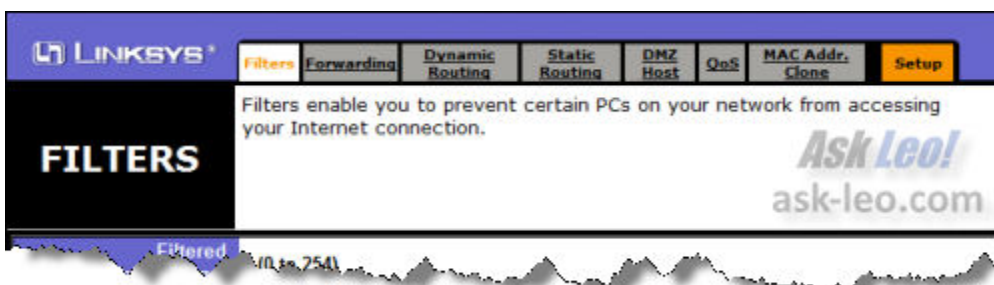 LINKSYS®
Filters Forwarding Dynamic Routing Static Routing DMZ Host QoS MAC Addr. Clone Setup
FILTERS
Filters enable you to prevent certain PCs on your network from accessing
your Internet connection.
Ask Leo!
ask-leo.com
Filtered
(0 to 254)